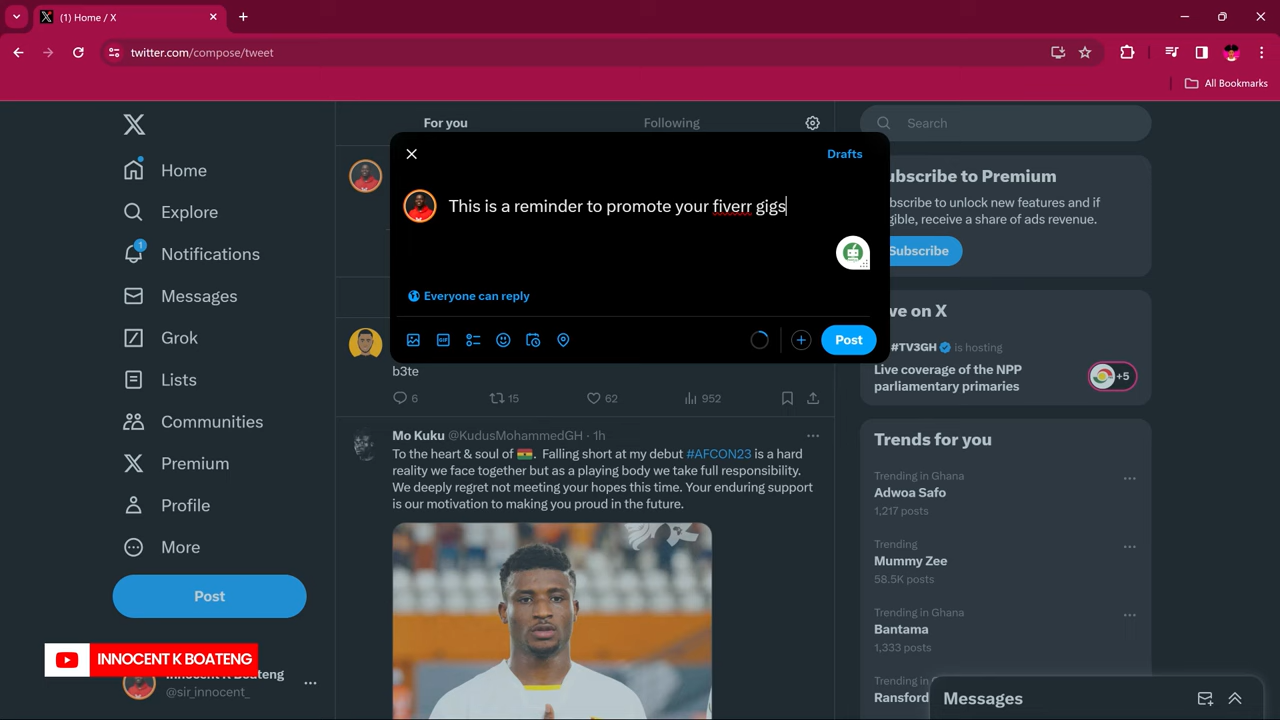 (1) Home / X
twitter.com/compose/tweet
All Bookmarks
Home
Explore
Notifications
1
Messages
Grok
Lists
Communities
Premium
Profile
More
Post
INNOCENT K BOATENG
@sir_innocent_
For you
Following
Drafts
This is a reminder to promote your fiverr gigs
Everyone can reply
GIF
Post
b3te
6
15
62
952
Mo Kuku @KudusMohammedGH · 1h
To the heart & soul of 🇬🇭. Falling short at my debut #AFCON23 is a hard
reality we face together but as a playing body we take full responsibility.
We deeply regret not meeting your hopes this time. Your enduring support
is our motivation to making you proud in the future.
Search
ubscribe to Premium
ubscribe to unlock new features and if
gible, receive a share of ads revenue.
Subscribe
ve on X
#TV3GH is hosting
Live coverage of the NPP
parliamentary primaries
+5
Trends for you
Trending in Ghana
Adwoa Safo
1,217 posts
Trending
Mummy Zee
58.5K posts
Trending in Ghana
Bantama
1,333 posts
Trending in Ghana
Ransford
Messages